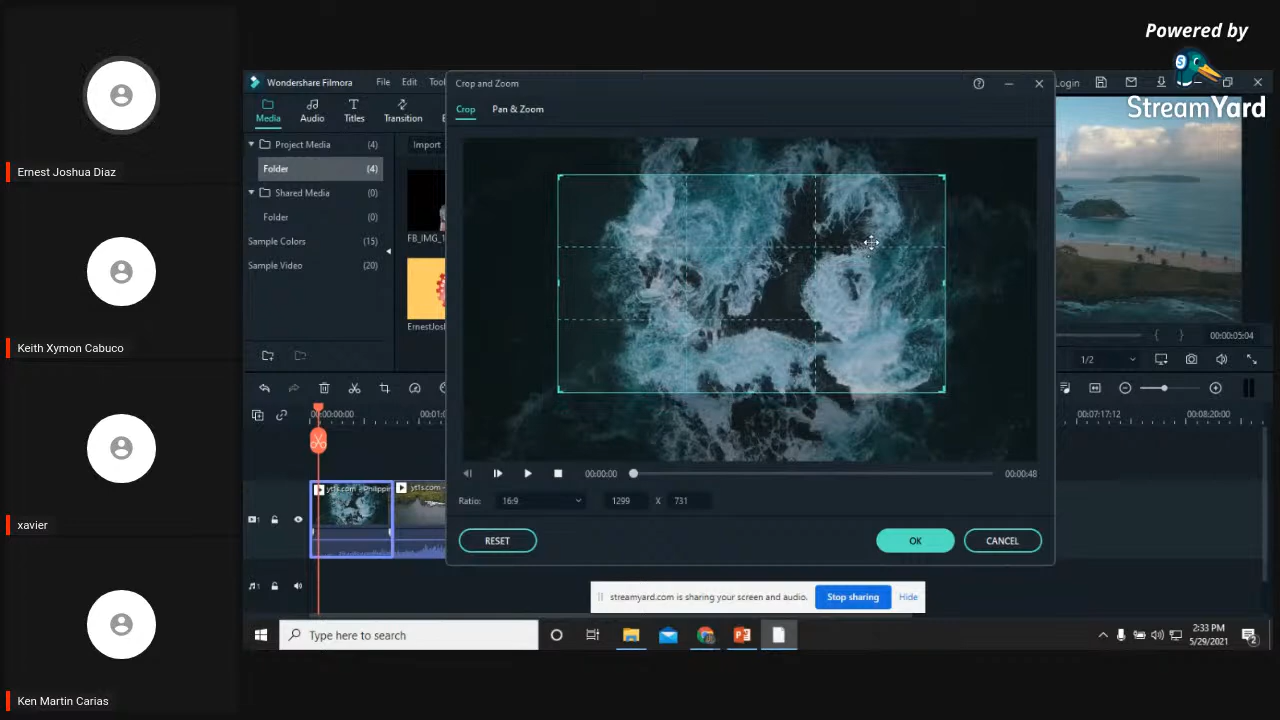 Powered by
StreamYard
Ernest Joshua Diaz
Keith Xymon Cabuco
xavier
Ken Martin Carias
Wondershare Filmora
File
Edit
Login
Crop and Zoom
Crop
Pan & Zoom
Media
Audio
Titles
Transition
Project Media (4)
Folder (4)
Shared Media (0)
Folder (0)
Sample Colors (15)
Sample Video (20)
Import
FB_IMG_1
ErnestJosh
00:00:05:04
1/2
00:00:00
00:00:48
Ratio: 16:9 1299 X 731
RESET
OK
CANCEL
00:00:00:00
00:07:17:12
00:08:20:00
streamyard.com is sharing your screen and audio.
Stop sharing
Hide
Type here to search
2:33 PM
5/29/2021
2